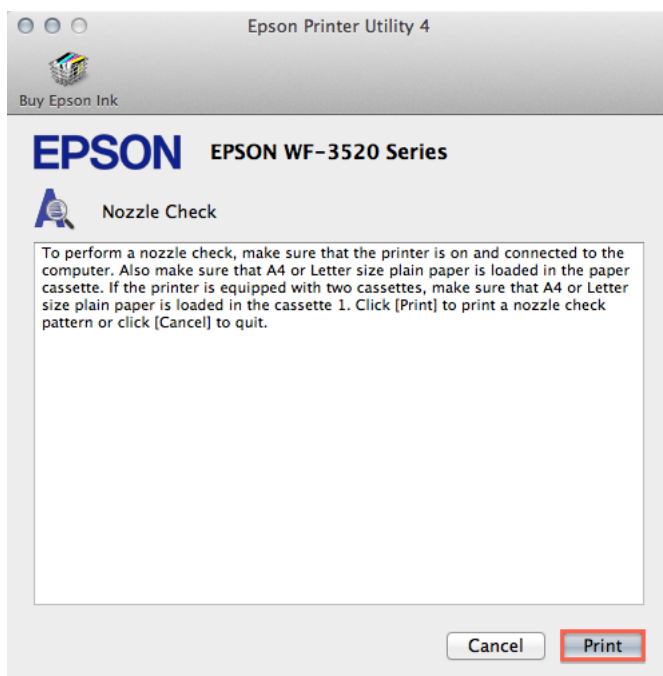 Epson Printer Utility 4
Buy Epson Ink
EPSON EPSON WF-3520 Series
Nozzle Check
To perform a nozzle check, make sure that the printer is on and connected to the
computer. Also make sure that A4 or Letter size plain paper is loaded in the paper
cassette. If the printer is equipped with two cassettes, make sure that A4 or Letter
size plain paper is loaded in the cassette 1. Click [Print] to print a nozzle check
pattern or click [Cancel] to quit.
Cancel Print